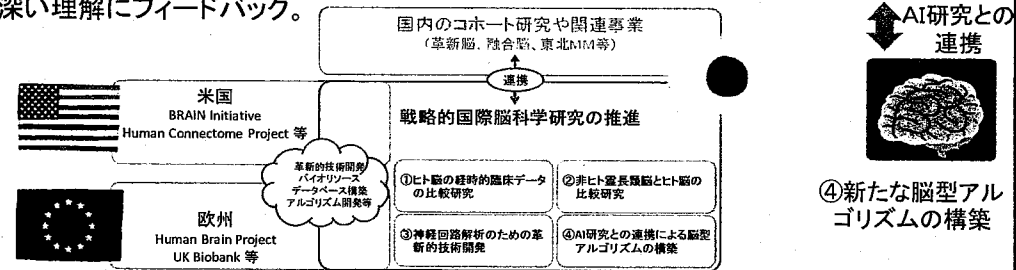 深い理解にフィードバック。
国内のコホート研究や関連事業
(革新脳、融合脳、東北MM等)
連携
戦略的国際脳科学研究の推進
米国
BRAIN Initiative
Human Connectome Project 等
革新的技術開発
バイオリソース
データベース構築
アルゴリズム開発等
欧州
Human Brain Project
UK Biobank 等
①ヒト脳の経時的臨床データ
の比較研究
②非ヒト霊長類脳とヒト脳の
比較研究
③神経回路解析のための革
新的技術開発
④AI研究との連携による脳型
アルゴリズムの構築
AI研究との
連携
④新たな脳型アル
ゴリズムの構築